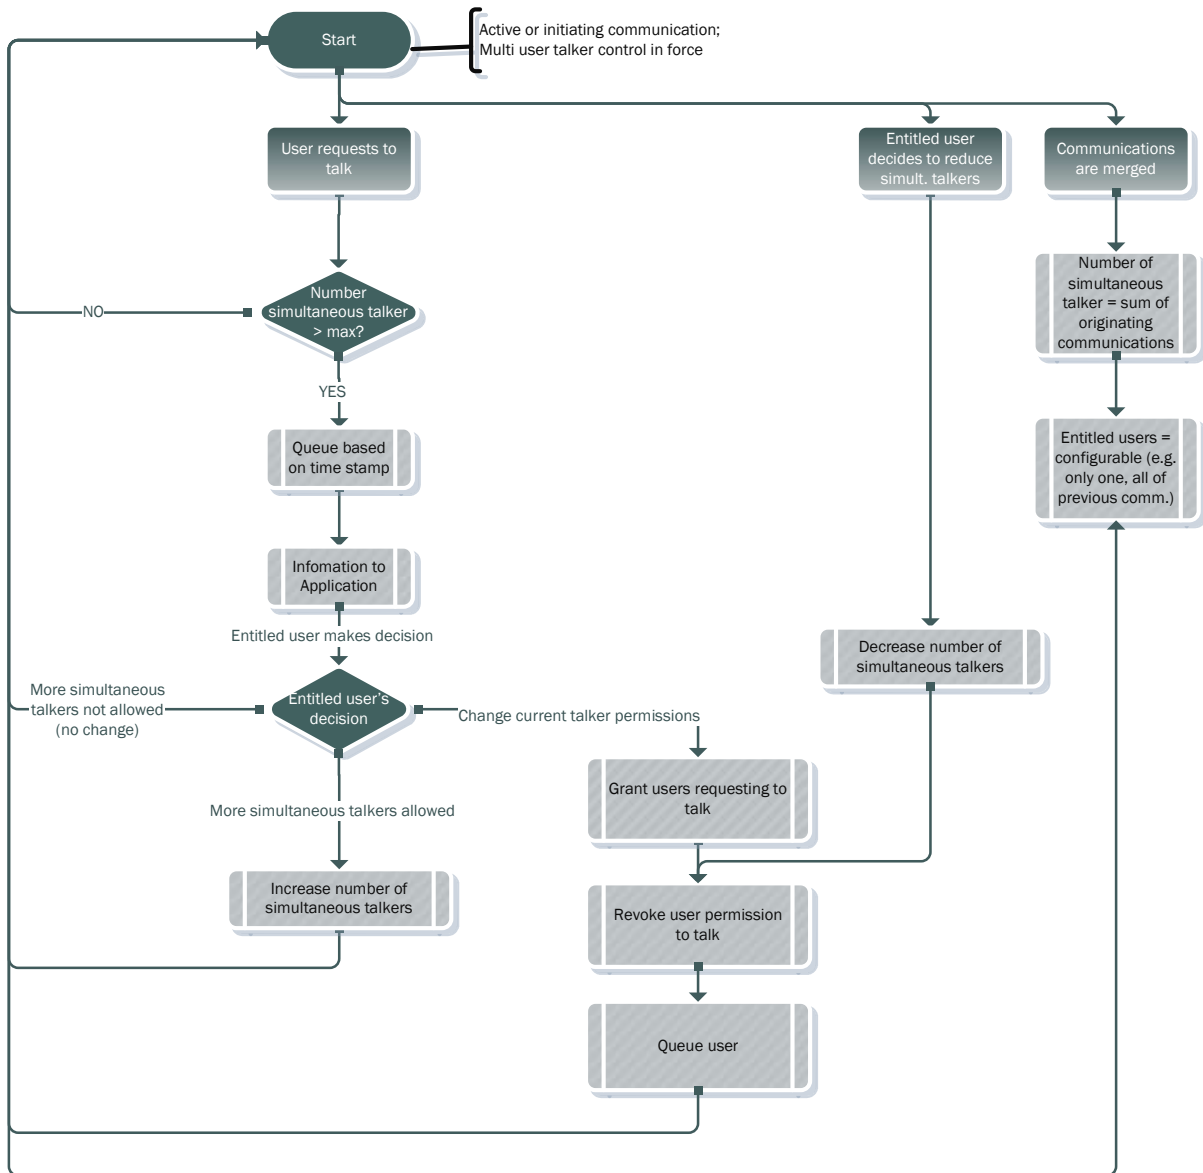 Start
Active or initiating communication;
Multi user talker control in force
User requests to
talk
Entitled user
decides to reduce
simult. talkers
Communications
are merged
Number
simultaneous talker
> max?
NO
YES
Number of
simultaneous
talker = sum of
originating
communications
Queue based
on time stamp
Entitled users =
configurable (e.g.
only one, all of
previous comm.)
Infomation to
Application
Entitled user makes decision
Decrease number of
simultaneous talkers
Entitled user's
decision
More simultaneous
talkers not allowed
(no change)
Change current talker permissions
Grant users requesting to
talk
More simultaneous talkers allowed
Increase number of
simultaneous talkers
Revoke user permission
to talk
Queue user